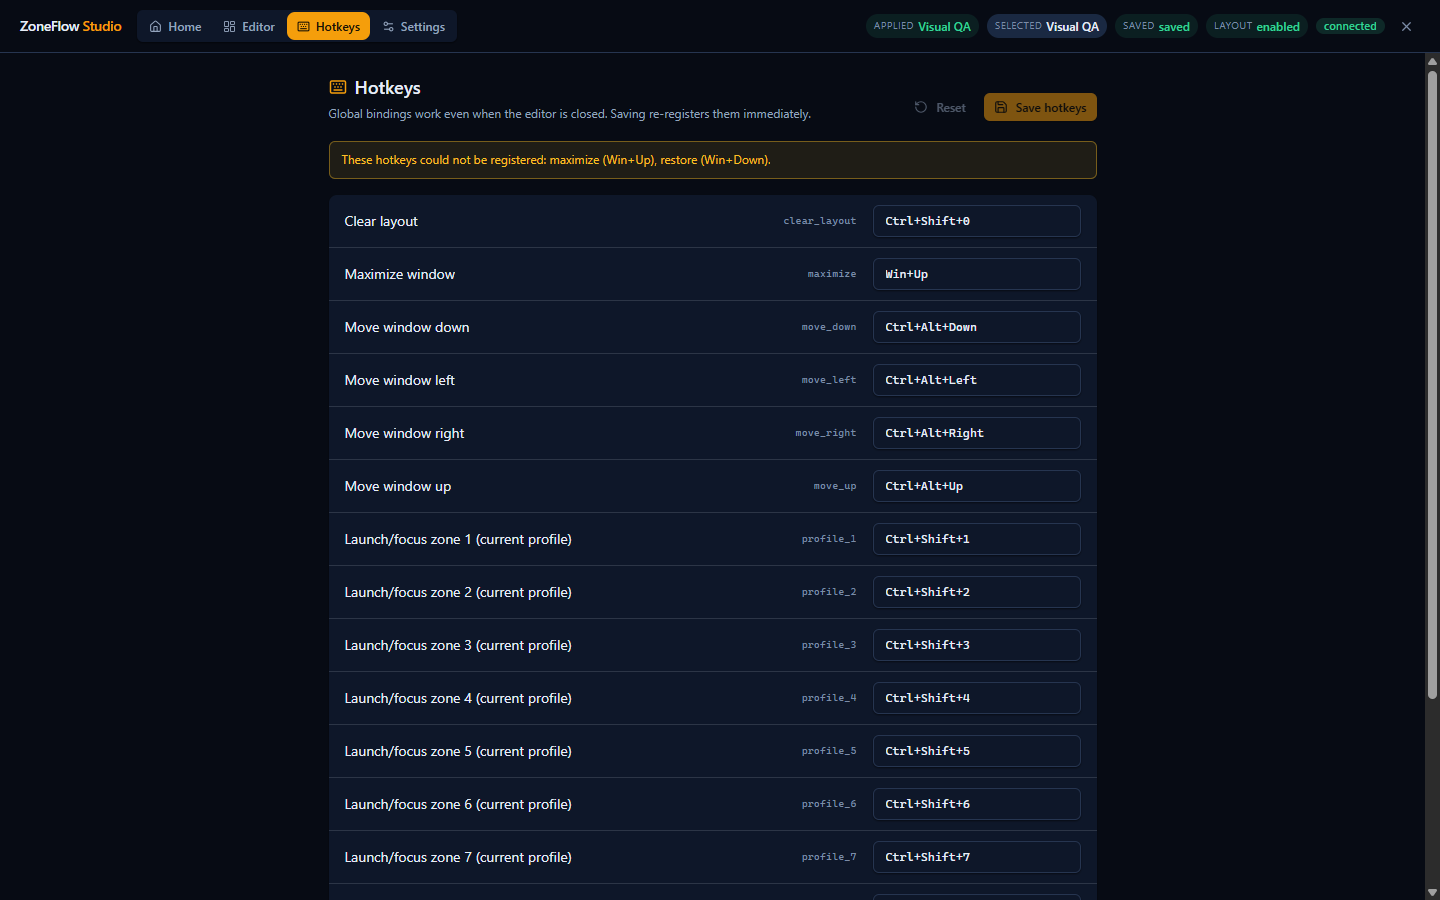 ZoneFlow Studio Home Editor Hotkeys Settings APPLIED Visual QA SELECTED Visual QA SAVED saved LAYOUT enabled connected
Hotkeys
Global bindings work even when the editor is closed. Saving re-registers them immediately.
Reset Save hotkeys
These hotkeys could not be registered: maximize (Win+Up), restore (Win+Down).
Clear layout clear_layout Ctrl+Shift+0
Maximize window maximize Win+Up
Move window down move_down Ctrl+Alt+Down
Move window left move_left Ctrl+Alt+Left
Move window right move_right Ctrl+Alt+Right
Move window up move_up Ctrl+Alt+Up
Launch/focus zone 1 (current profile) profile_1 Ctrl+Shift+1
Launch/focus zone 2 (current profile) profile_2 Ctrl+Shift+2
Launch/focus zone 3 (current profile) profile_3 Ctrl+Shift+3
Launch/focus zone 4 (current profile) profile_4 Ctrl+Shift+4
Launch/focus zone 5 (current profile) profile_5 Ctrl+Shift+5
Launch/focus zone 6 (current profile) profile_6 Ctrl+Shift+6
Launch/focus zone 7 (current profile) profile_7 Ctrl+Shift+7